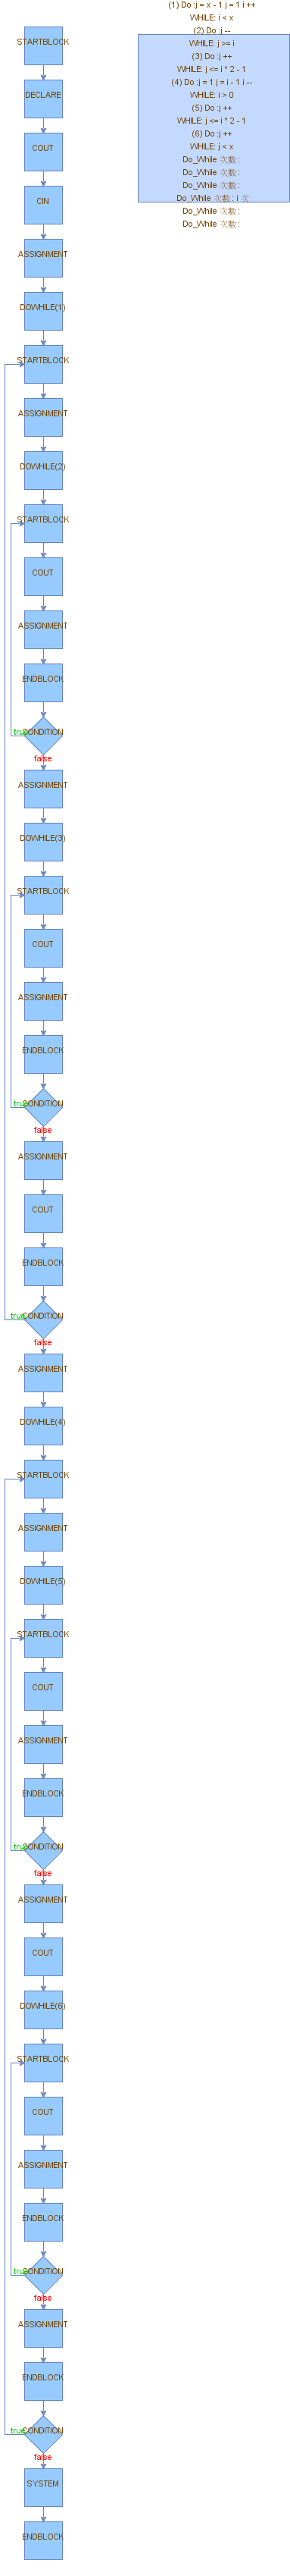 (1) Do :j = x - 1 j = 1 i ++
WHILE: i < x
(2) Do :j --
WHILE: j >= i
(3) Do :j ++
WHILE: j <= i * 2 - 1
(4) Do :j = 1 j = i - 1 i --
WHILE: i > 0
(5) Do :j ++
WHILE: j <= i * 2 - 1
(6) Do :j ++
WHILE: j < x
Do_While 次數 :
Do_While 次數 :
Do_While 次數 :
Do_While 次數 : i 次
Do_While 次數 :
Do_While 次數 :
STARTBLOCK
DECLARE
COUT
CIN
ASSIGNMENT
DOWHILE(1)
STARTBLOCK
ASSIGNMENT
DOWHILE(2)
STARTBLOCK
COUT
ASSIGNMENT
ENDBLOCK
true CONDITION
false
ASSIGNMENT
DOWHILE(3)
STARTBLOCK
COUT
ASSIGNMENT
ENDBLOCK
true CONDITION
false
ASSIGNMENT
COUT
ENDBLOCK
true CONDITION
false
ASSIGNMENT
DOWHILE(4)
STARTBLOCK
ASSIGNMENT
DOWHILE(5)
STARTBLOCK
COUT
ASSIGNMENT
ENDBLOCK
true CONDITION
false
ASSIGNMENT
COUT
DOWHILE(6)
STARTBLOCK
COUT
ASSIGNMENT
ENDBLOCK
true CONDITION
false
ASSIGNMENT
ENDBLOCK
true CONDITION
false
SYSTEM
ENDBLOCK